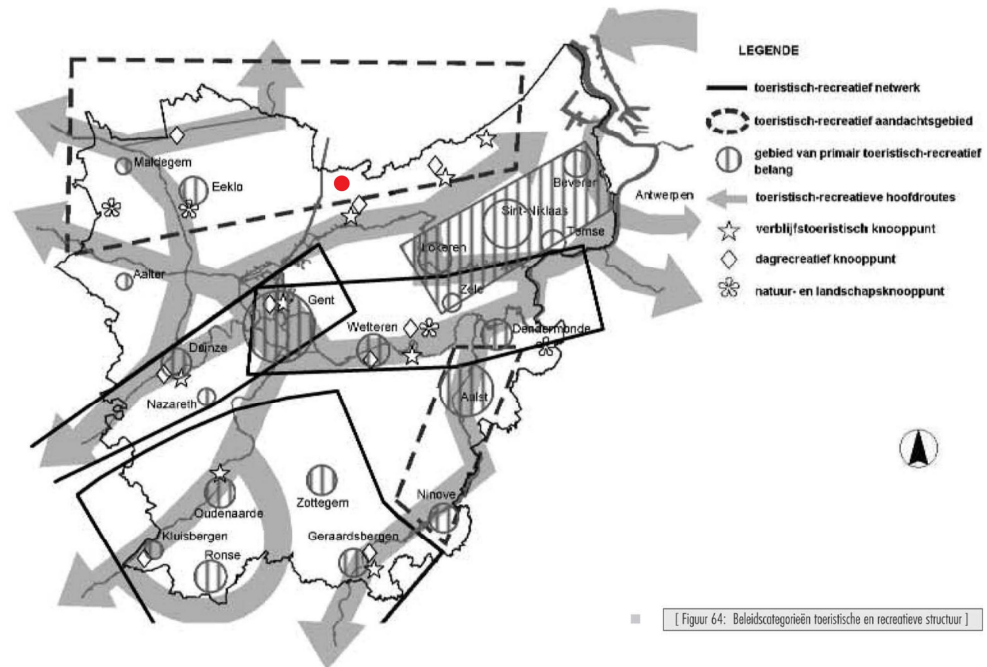 LEGENDE
toeristisch-recreatief netwerk
toeristisch-recreatief aandachtsgebied
gebied van primair toeristisch-recreatief
belang
toeristisch-recreatieve hoofdroutes
verblijfstoeristisch knooppunt
dagrecreatief knooppunt
natuur- en landschapsknooppunt
Maldegem
Eeklo
Beveren
Antwerpen
Sint-Niklaas
Temse
Lokeren
Aalter
Zele
Gent
Wetteren
Dendermonde
Deinze
Nazareth
Aalst
Ninove
Zottegem
Oudenaarde
Kluisbergen
Geraardsbergen
Ronse
[ Figuur 64: Beleidscategorieën toeristische en recreatieve structuur ]